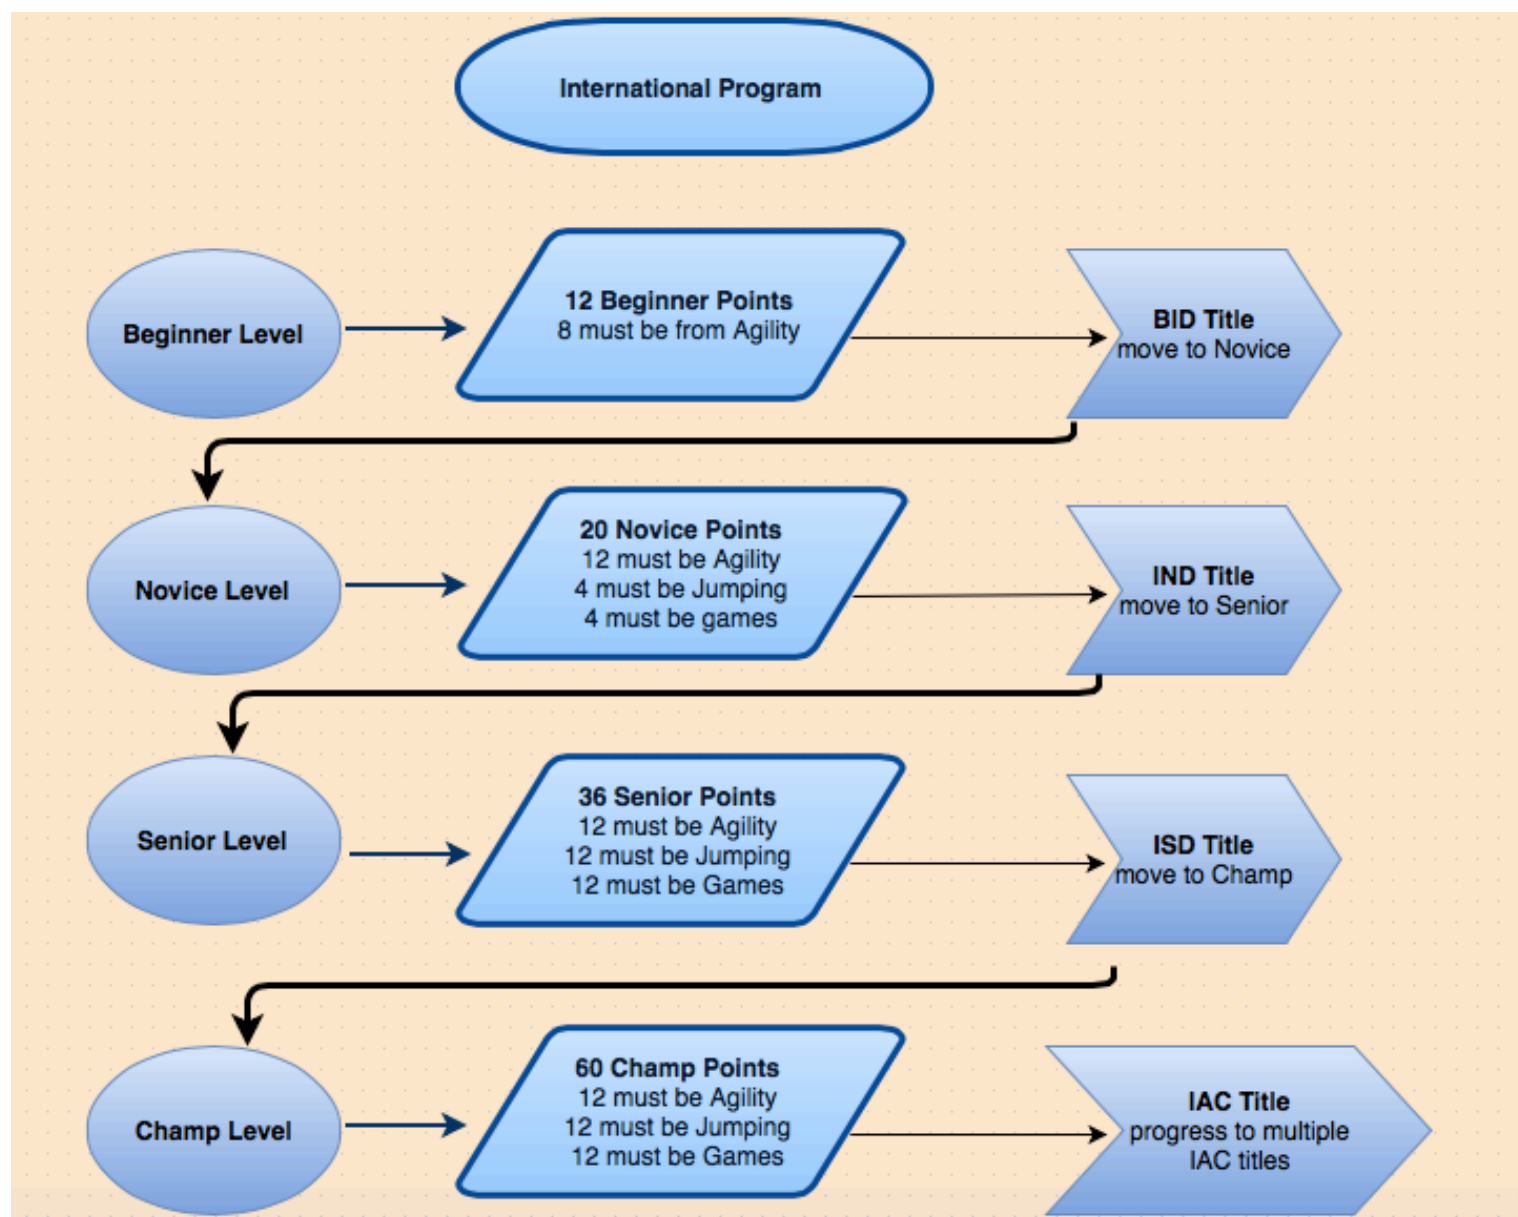 International Program
Beginner Level
12 Beginner Points
8 must be from Agility
BID Title
move to Novice
Novice Level
20 Novice Points
12 must be Agility
4 must be Jumping
4 must be games
IND Title
move to Senior
Senior Level
36 Senior Points
12 must be Agility
12 must be Jumping
12 must be Games
ISD Title
move to Champ
Champ Level
60 Champ Points
12 must be Agility
12 must be Jumping
12 must be Games
IAC Title
progress to multiple
IAC titles